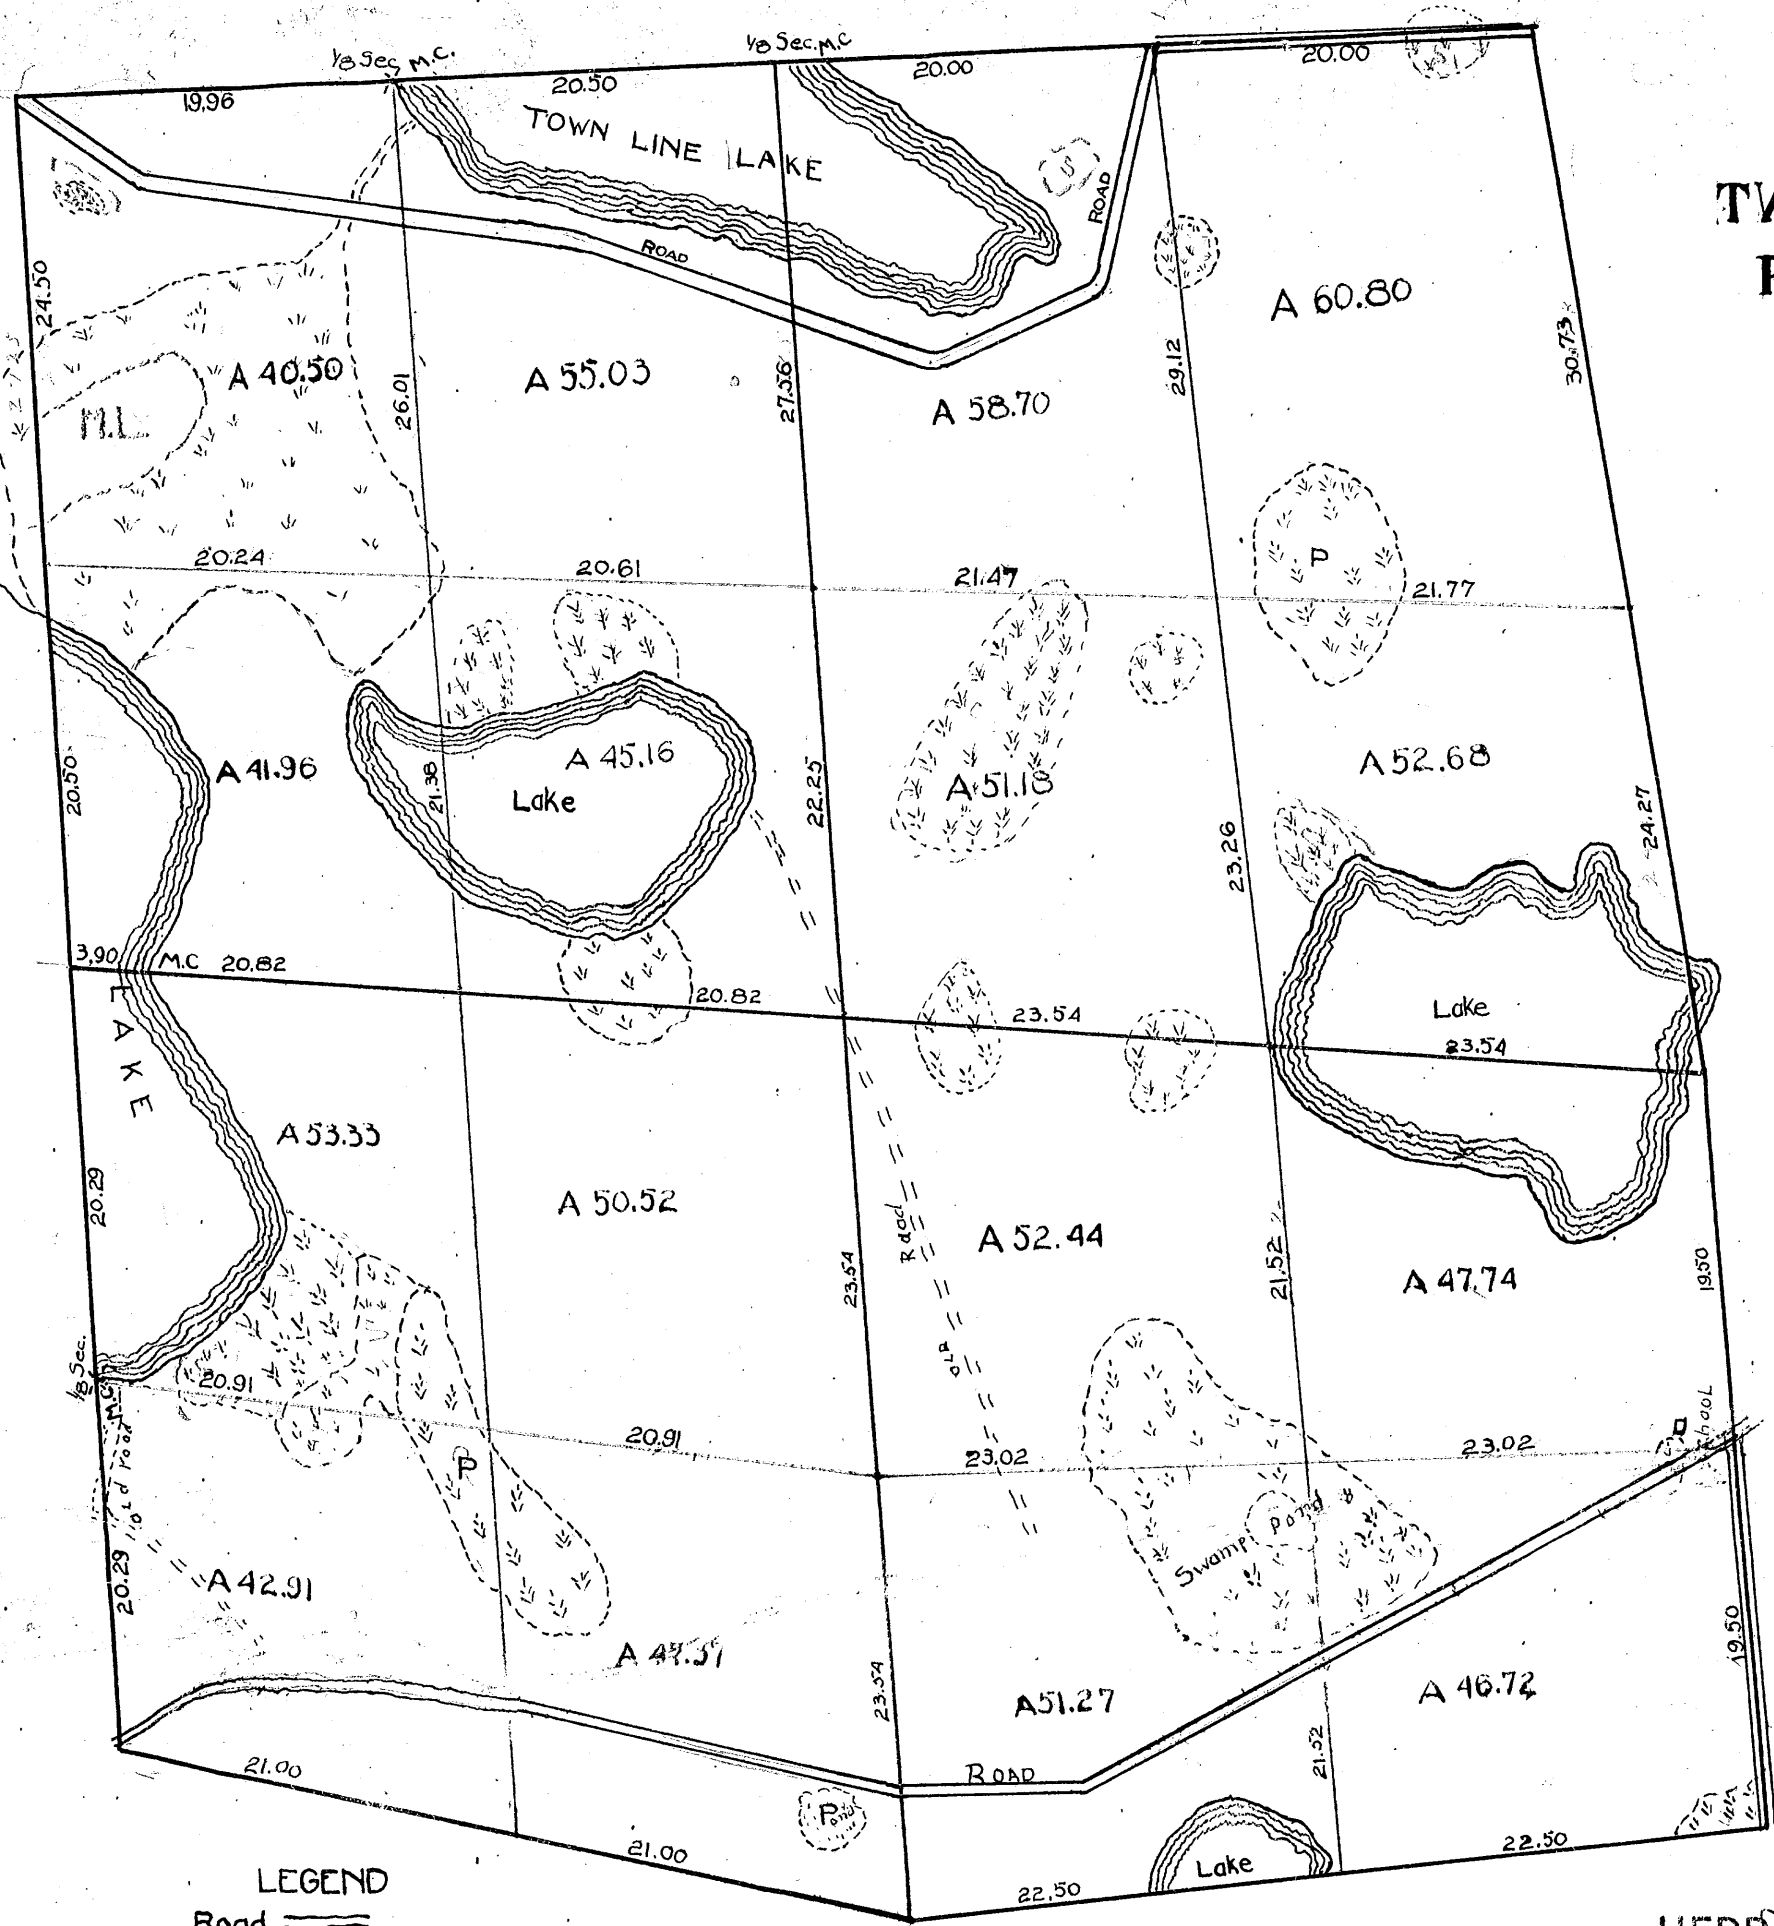 1/8 Sec. M.C.
1/8 Sec. M.C
19.96
20.50
20.00
20.00
S
TOWN LINE LAKE
S
ROAD
ROAD
24.50
A 40.50
26.01
A 55.03
27.56
A 58.70
29.12
A 60.80
30.73
20.24
20.61
21.47
P
21.77
20.50
A 41.96
21.38
A 45.16
Lake
22.25
A 51.18
23.26
A 52.68
24.27
3.90
M.C
20.82
20.82
23.54
Lake
23.54
LAKE
20.29
A 53.33
A 50.52
23.54
Road
OLD
A 52.44
21.52
A 47.74
19.50
1/8 Sec.
M.C.
20.91
20.91
23.02
23.02
P
old road
20.29
A 42.91
23.54
Swamp
Pond
A 51.27
21.52
A 46.72
19.50
21.00
21.00
Pond
ROAD
22.50
Lake
22.50
LEGEND
Road